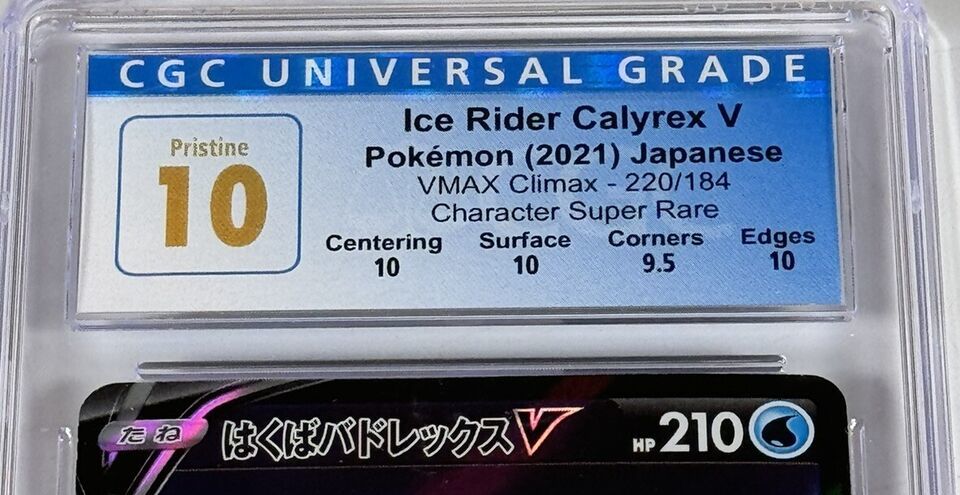 CGC UNIVERSAL GRADE
Pristine
10
Ice Rider Calyrex V
Pokémon (2021) Japanese
VMAX Climax - 220/184
Character Super Rare
Centering Surface Corners Edges
10 10 9.5 10
たね はくばバドレックスV HP 210